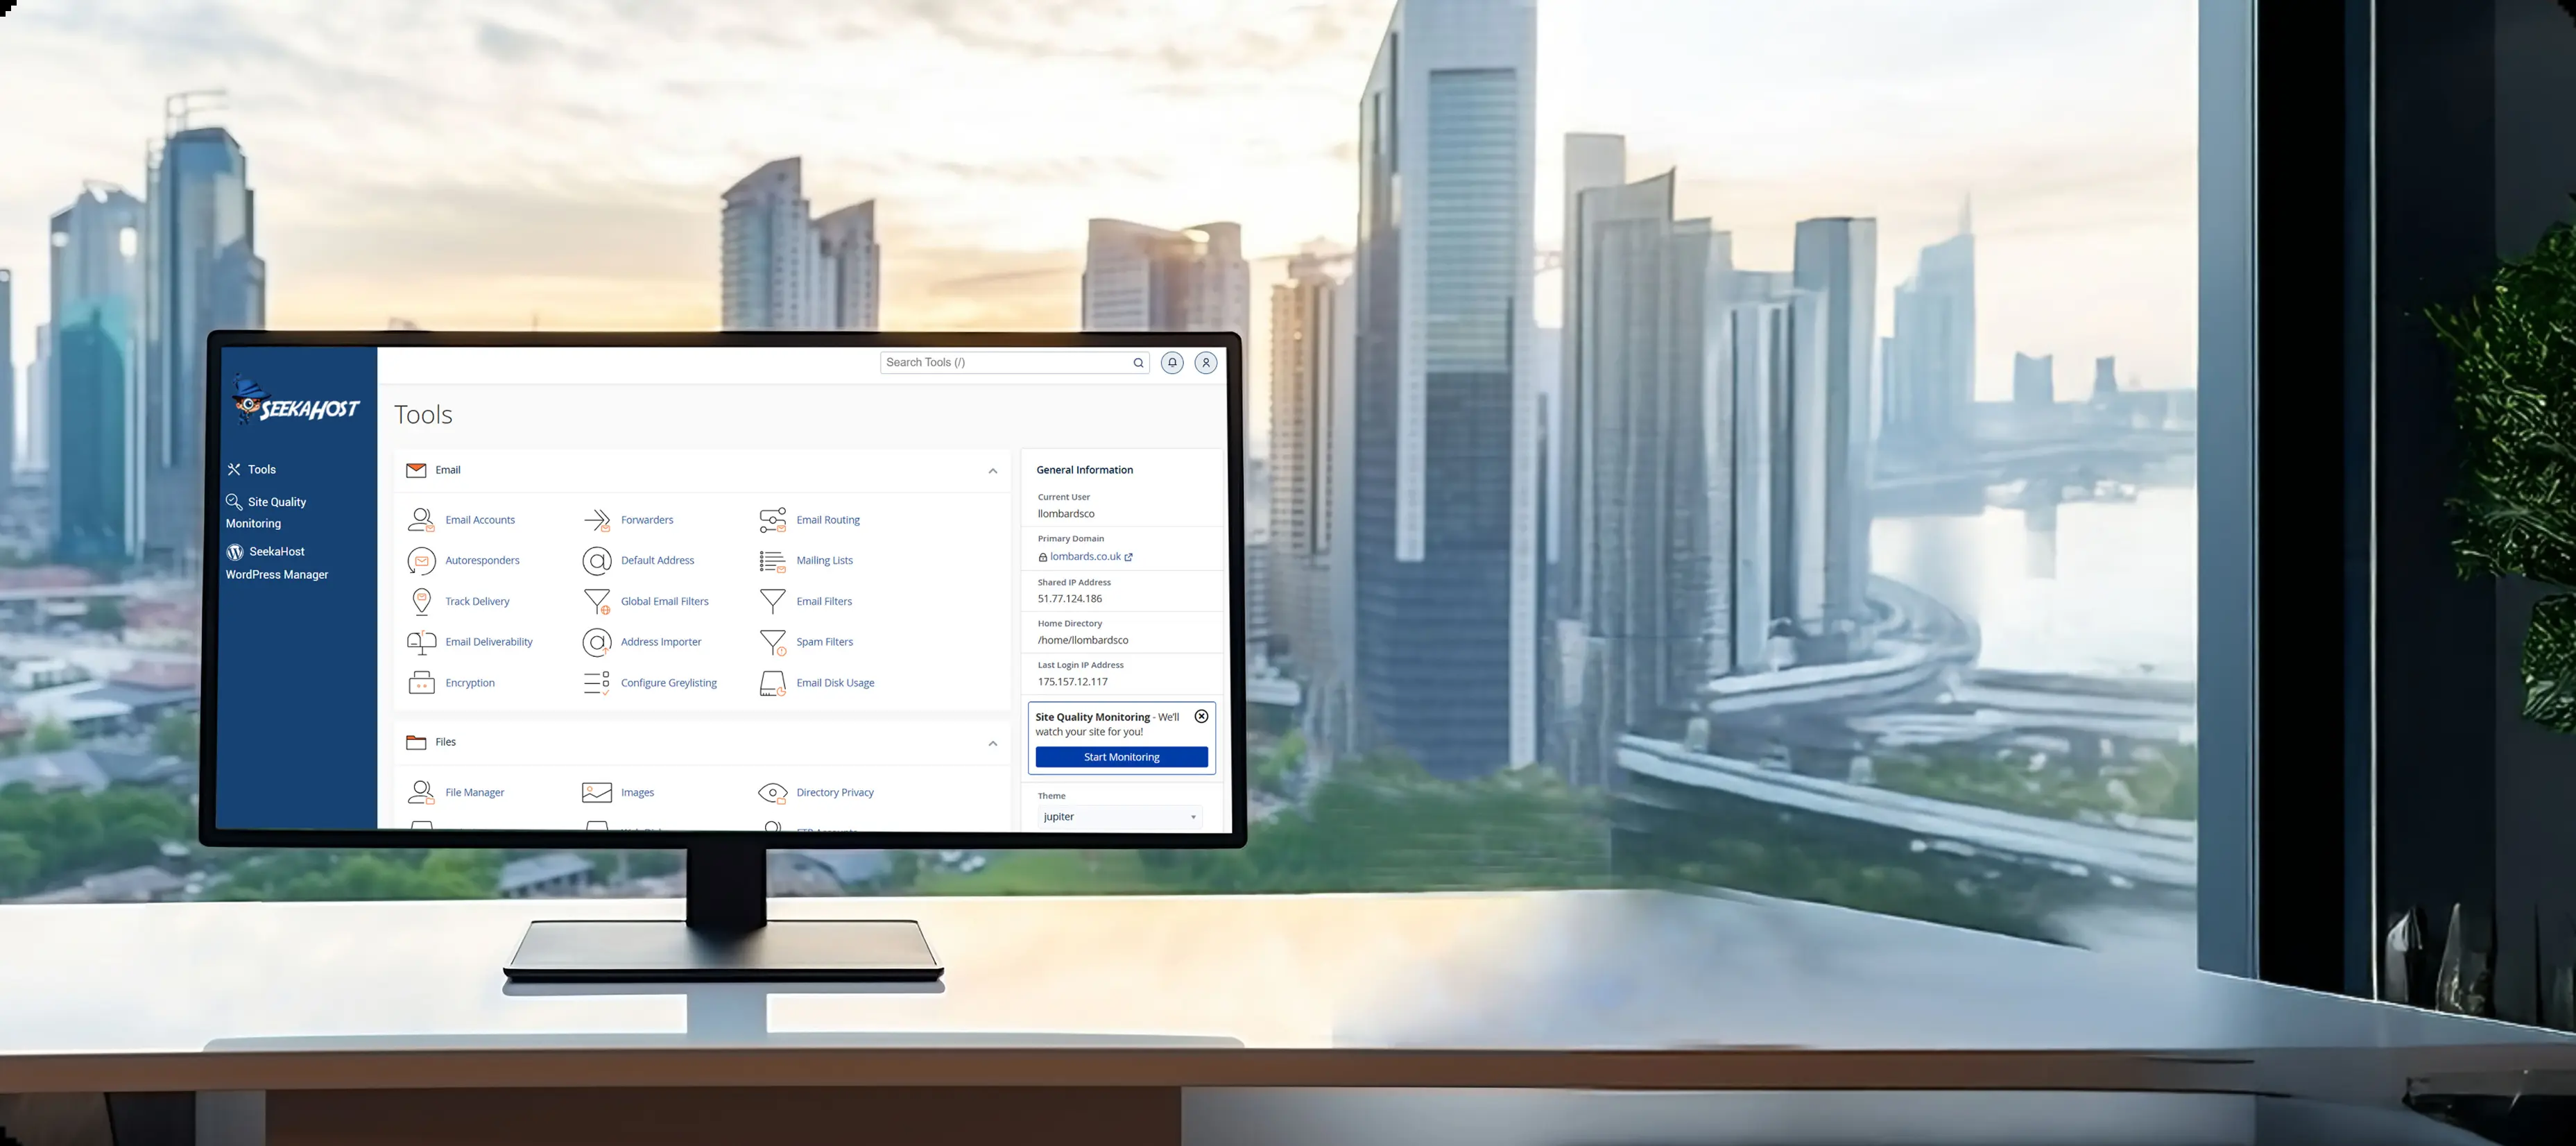 SEEKAHOST
Tools
Site Quality
Monitoring
SeekaHost
WordPress Manager
Search Tools (/)
Tools
Email
Email Accounts
Forwarders
Email Routing
Autoresponders
Default Address
Mailing Lists
Track Delivery
Global Email Filters
Email Filters
Email Deliverability
Address Importer
Spam Filters
Encryption
Configure Greylisting
Email Disk Usage
Files
File Manager
Images
Directory Privacy
General Information
Current User
llombardsco
Primary Domain
lombards.co.uk
Shared IP Address
51.77.124.186
Home Directory
/home/llombardsco
Last Login IP Address
175.157.12.117
Site Quality Monitoring - We'll
watch your site for you!
Start Monitoring
Theme
jupiter